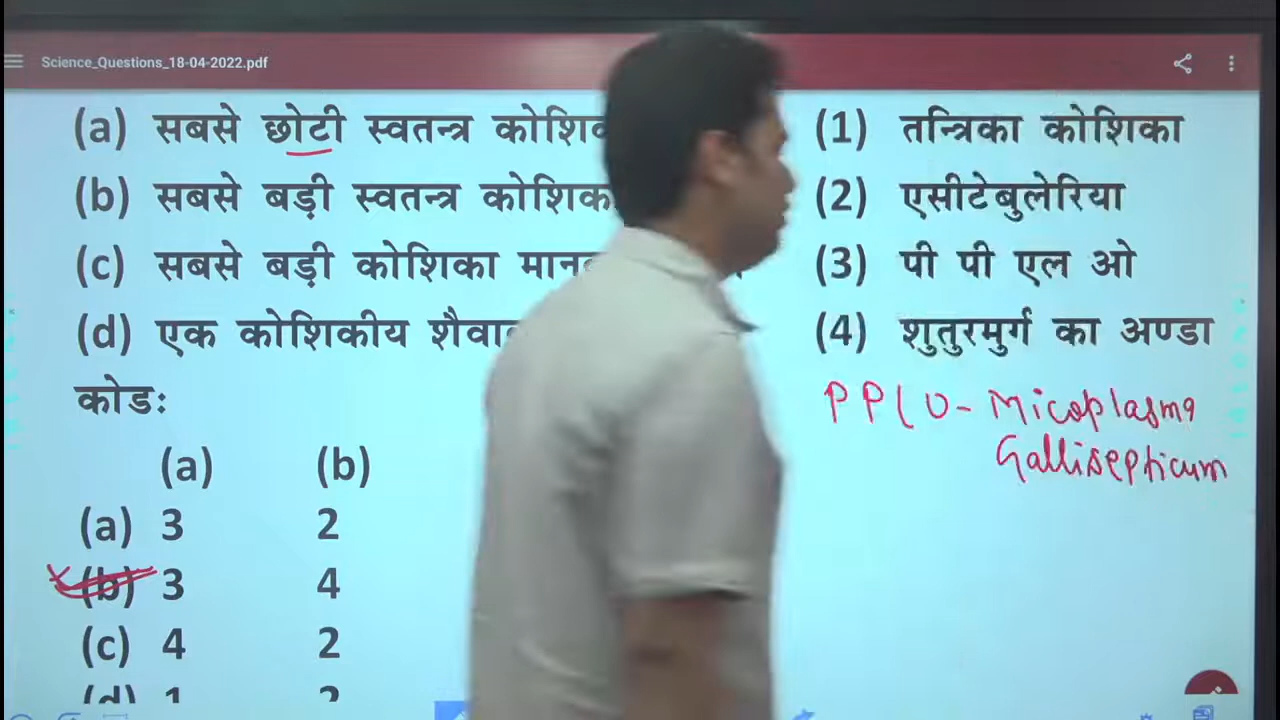 Science_Questions_18-04-2022.pdf
(a) सबसे छोटी स्वतन्त्र (1) तन्त्रिका कोशिका
(b) सबसे बड़ी स्वतन्त्र कोशिक (2) एसीटेबुलेरिया
(c) सबसे बड़ी कोशिका (3) पी पी एल ओ
(d) एक कोशिकीय (4) शुतुरमुर्ग का अण्डा
कोडः
PPLO - Micoplasma
Gallisepticum
(a) (b)
(a) 3 2
(b) 3 4
(c) 4 2
(d) 1